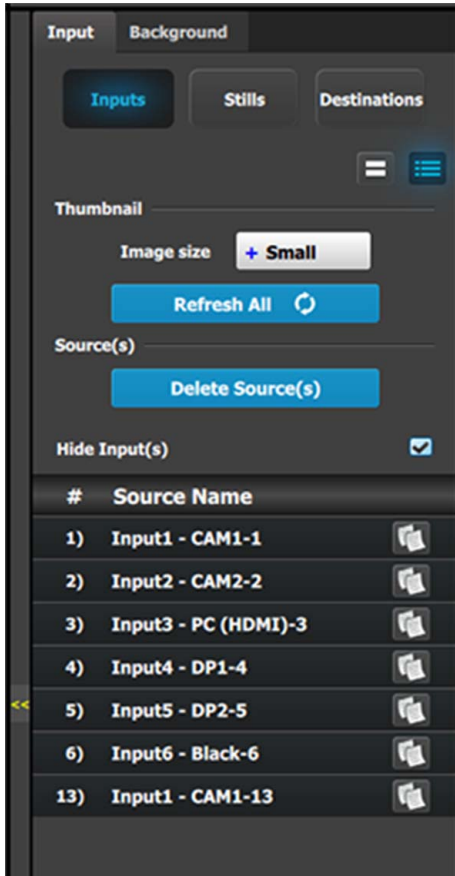 Input Background
Inputs Stills Destinations
Thumbnail
Image size + Small
Refresh All
Source(s)
Delete Source(s)
Hide Input(s)
# Source Name
1) Input1 - CAM1-1
2) Input2 - CAM2-2
3) Input3 - PC (HDMI)-3
4) Input4 - DP1-4
<< 5) Input5 - DP2-5
6) Input6 - Black-6
13) Input1 - CAM1-13